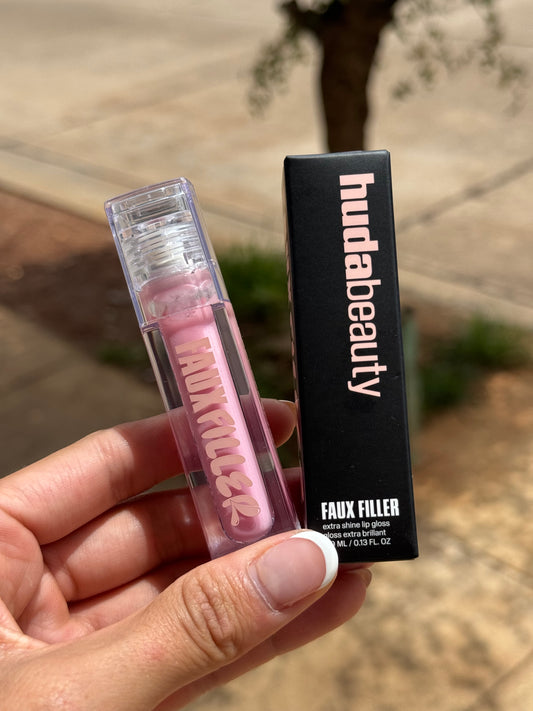 FAUX FILLER
hudabeauty
FAUX FILLER
extra shine lip gloss
gloss extra brillant
ML / 0.13 FL. OZ